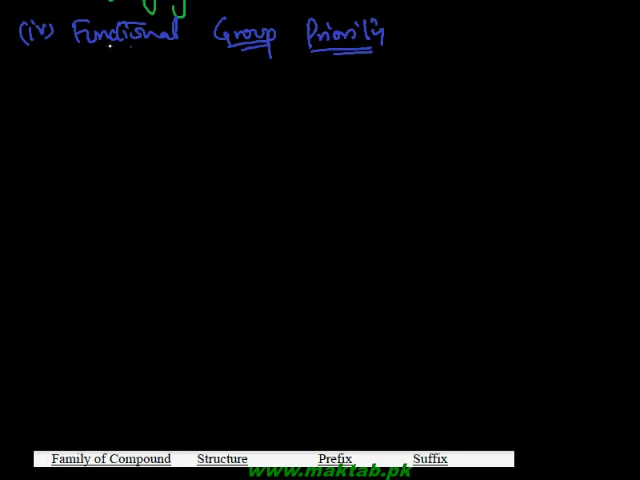 (iv) Functional Group Priority
Family of Compound Structure Prefix Suffix
www.maktab.pk